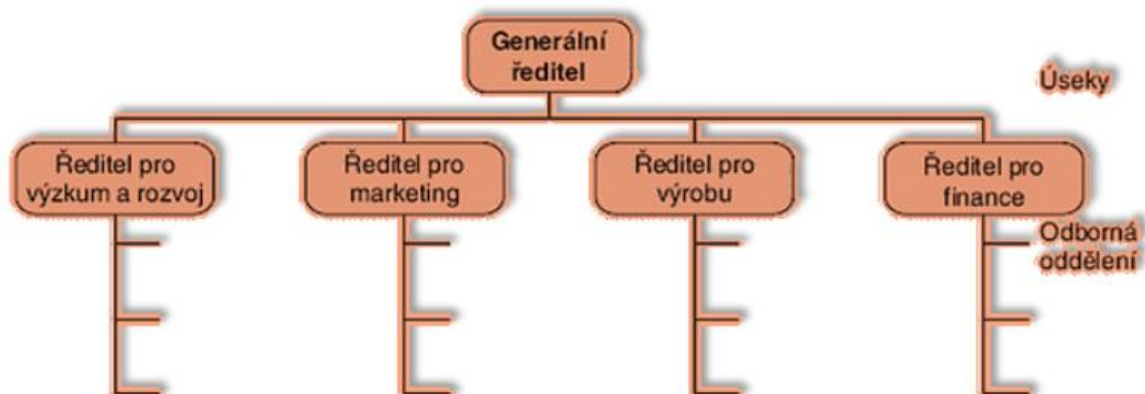 Generální
ředitel
Úseky
Ředitel pro
výzkum a rozvoj
Ředitel pro
marketing
Ředitel pro
výrobu
Ředitel pro
finance
Odborná
oddělení